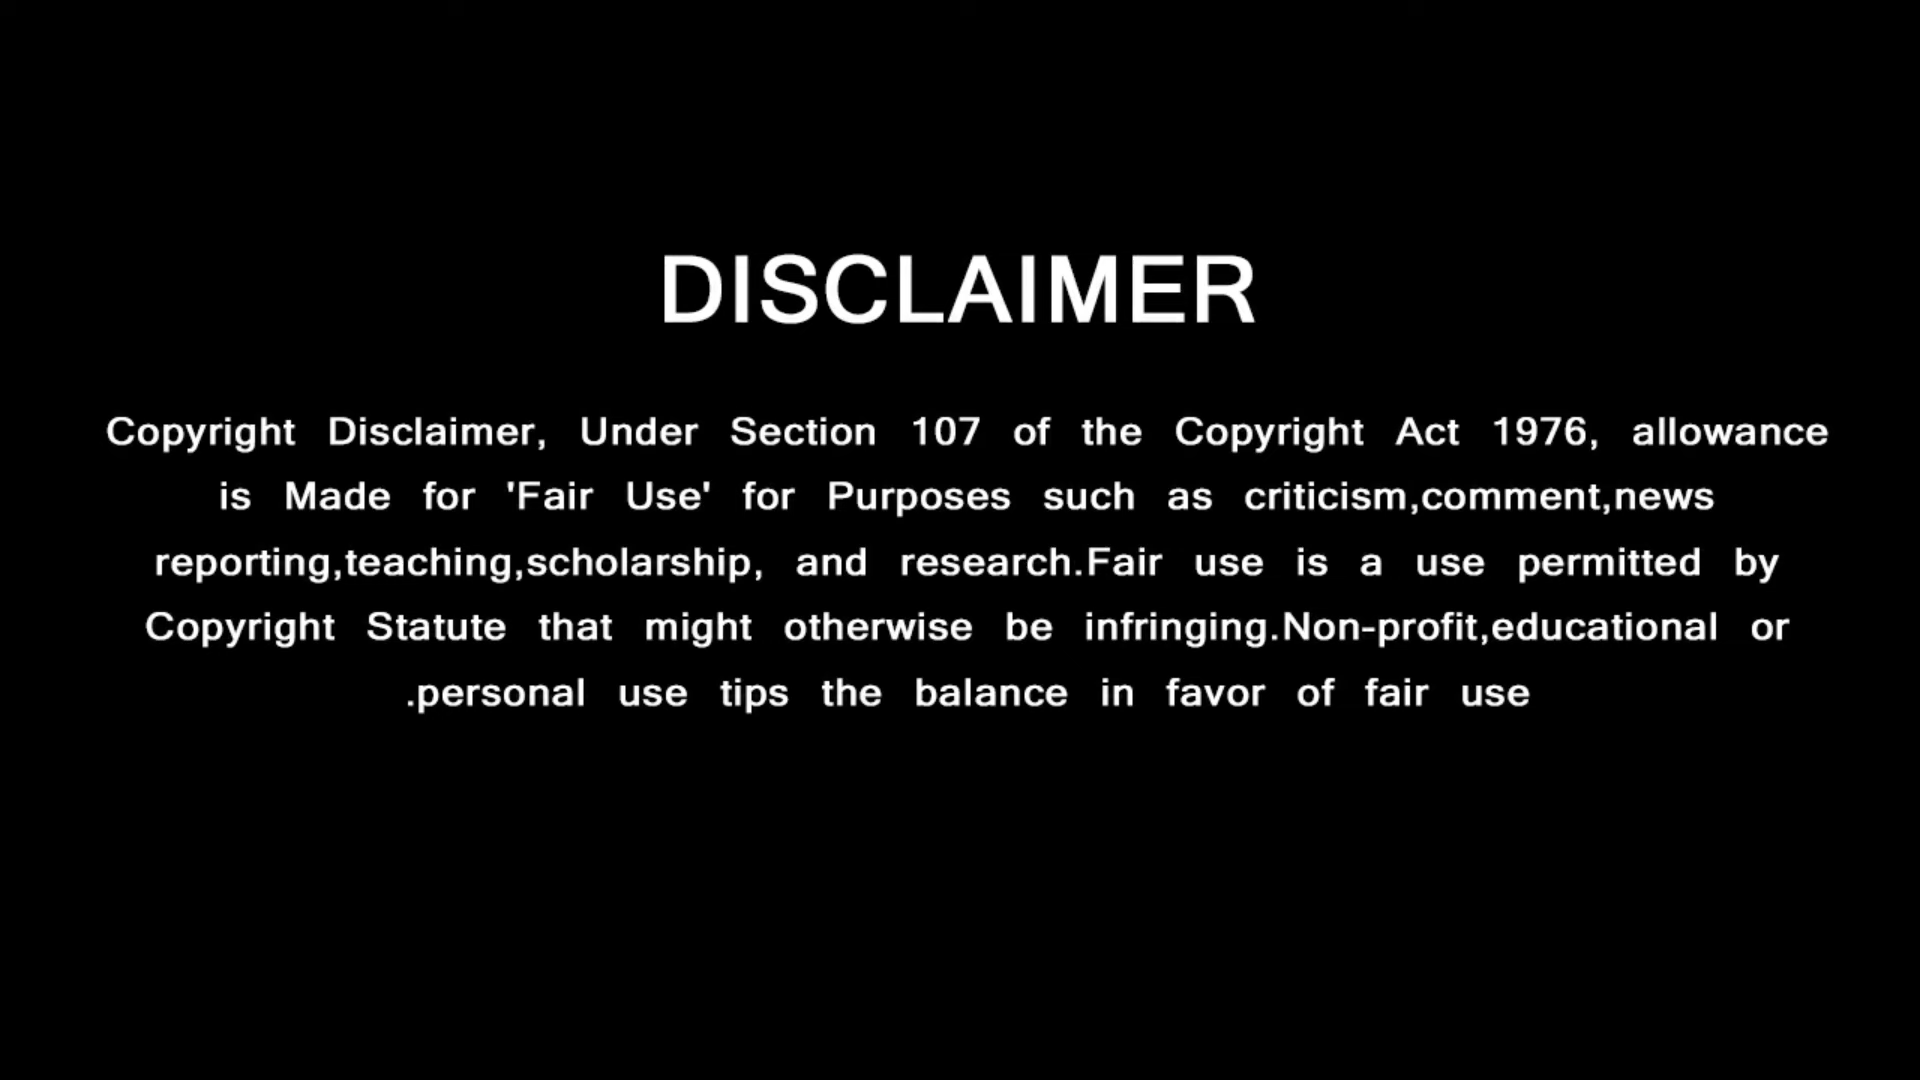 DISCLAIMER
Copyright Disclaimer, Under Section 107 of the Copyright Act 1976, allowance
is Made for 'Fair Use' for Purposes such as criticism,comment,news
reporting,teaching,scholarship, and research.Fair use is a use permitted by
Copyright Statute that might otherwise be infringing.Non-profit,educational or
.personal use tips the balance in favor of fair use